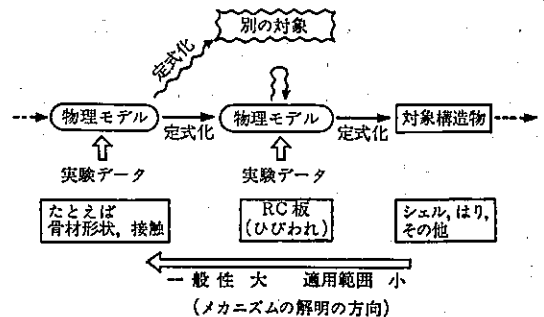 別の対象
定式化
物理モデル
定式化
物理モデル
定式化
対象構造物
実験データ
実験データ
たとえば
骨材形状，接触
RC板
(ひびわれ)
シェル，はり，
その他
一般性 大 適用範囲 小
(メカニズムの解明の方向)